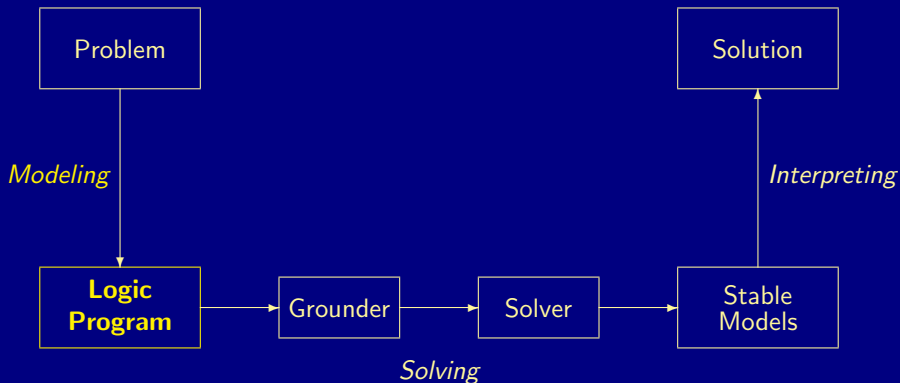 Problem
Solution
Modeling
Interpreting
Logic
Program
Grounder
Solver
Stable
Models
Solving